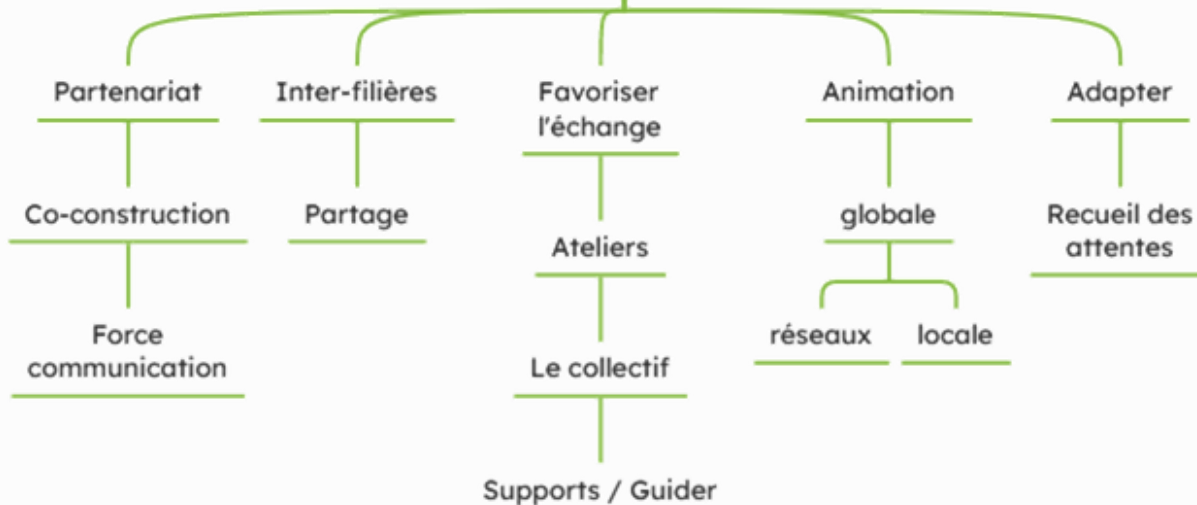 Partenariat
Inter-filières
Favoriser
l'échange
Animation
Adapter
Co-construction
Partage
Ateliers
globale
Recueil des
attentes
Force
communication
Le collectif
réseaux
locale
Supports / Guider